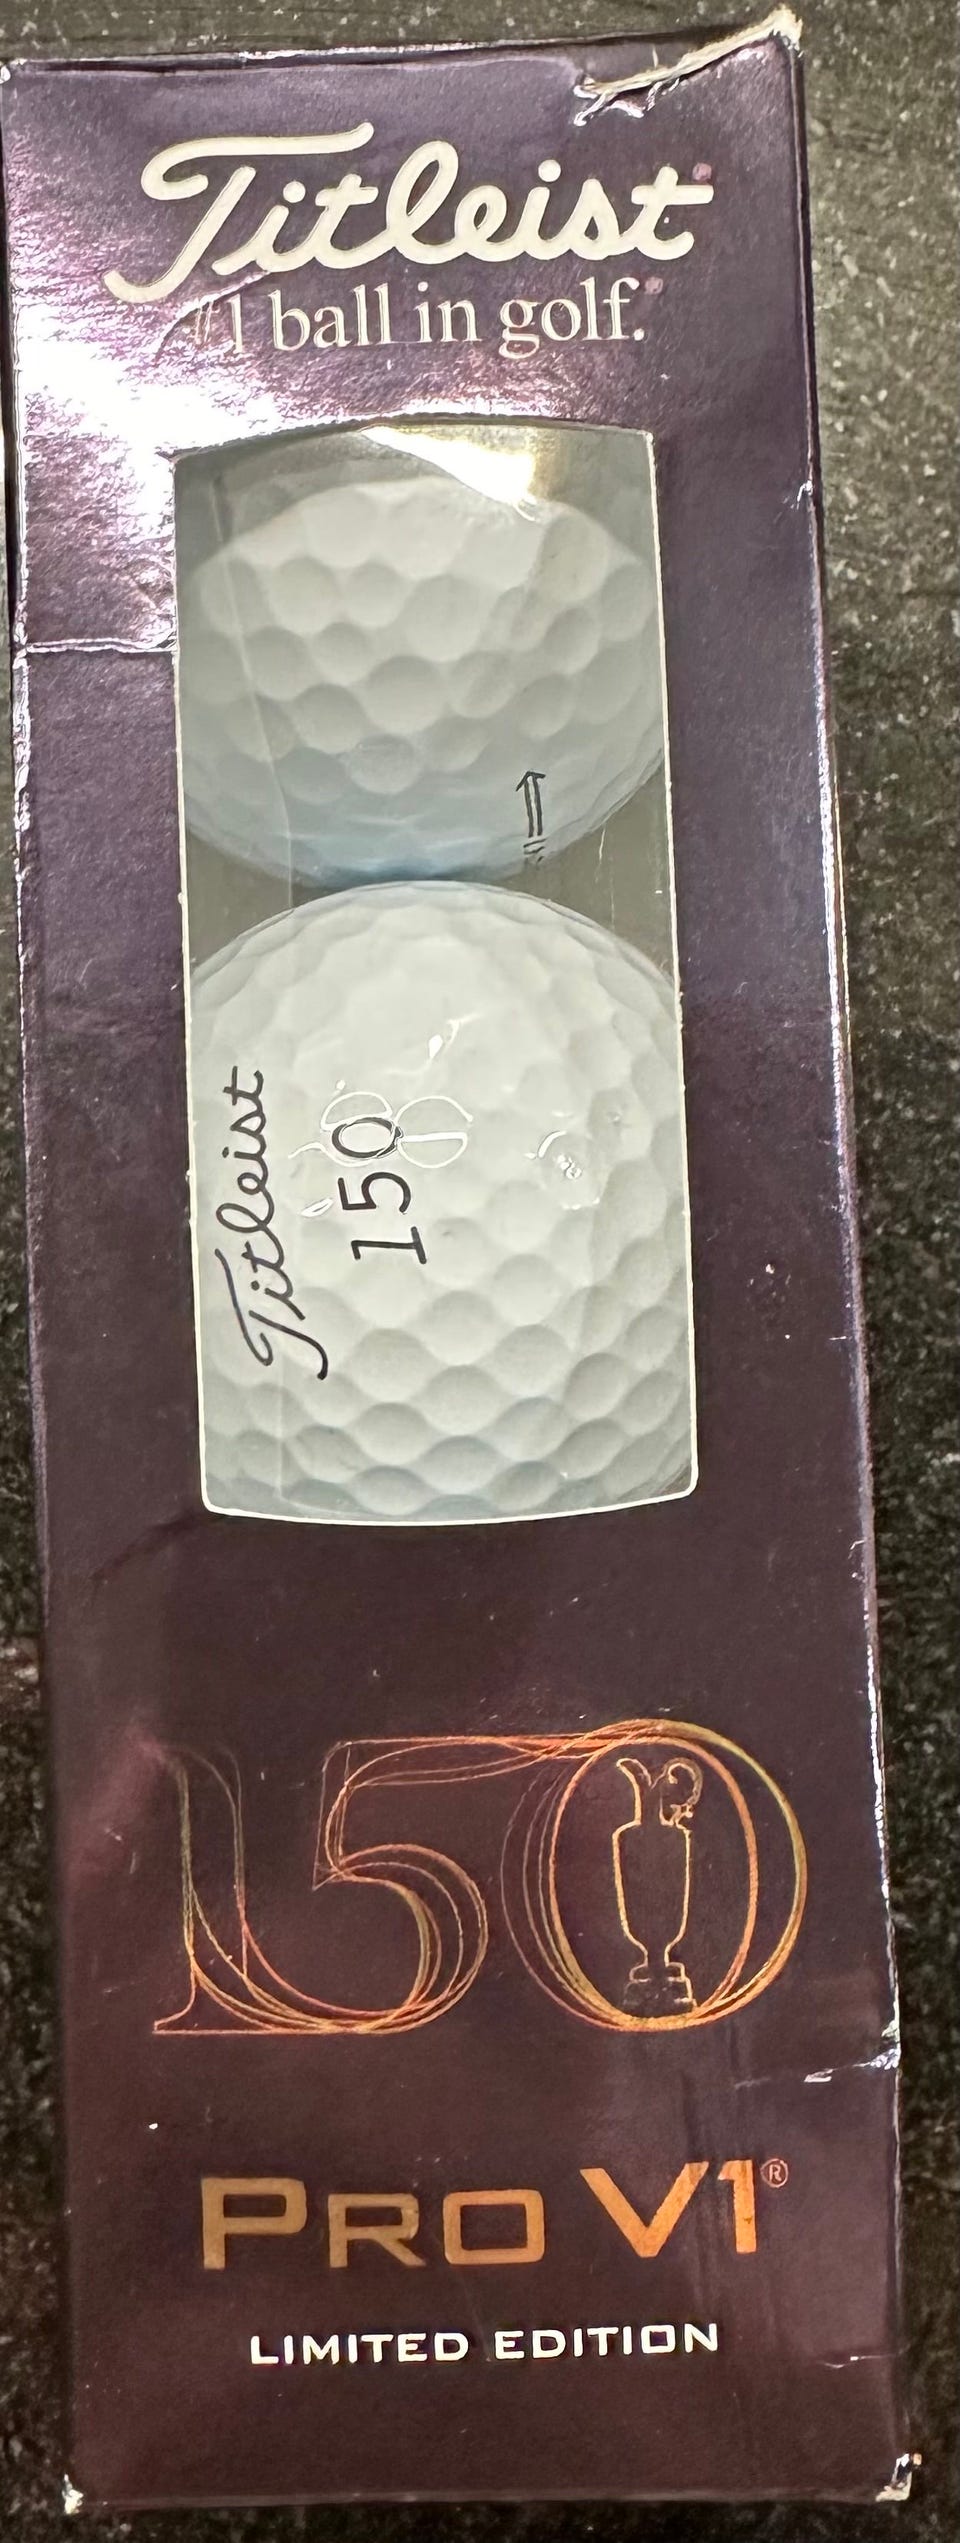 Titleist®
#1 ball in golf.®
Titleist
150
150
PRO V1®
LIMITED EDITION